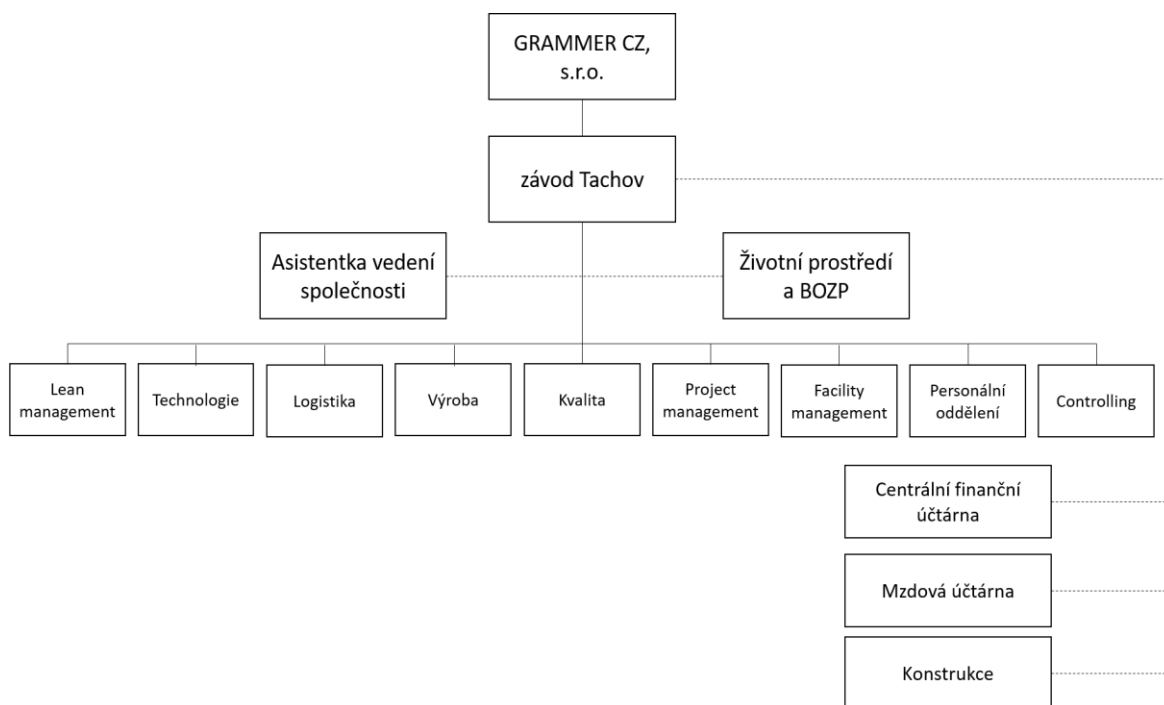 GRAMMER CZ,
s.r.o.
závod Tachov
Asistentka vedení
společnosti
Životní prostředí
a BOZP
Lean
management
Technologie
Logistika
Výroba
Kvalita
Project
management
Facility
management
Personální
oddělení
Controlling
Centrální finanční
účtárna
Mzdová účtárna
Konstrukce